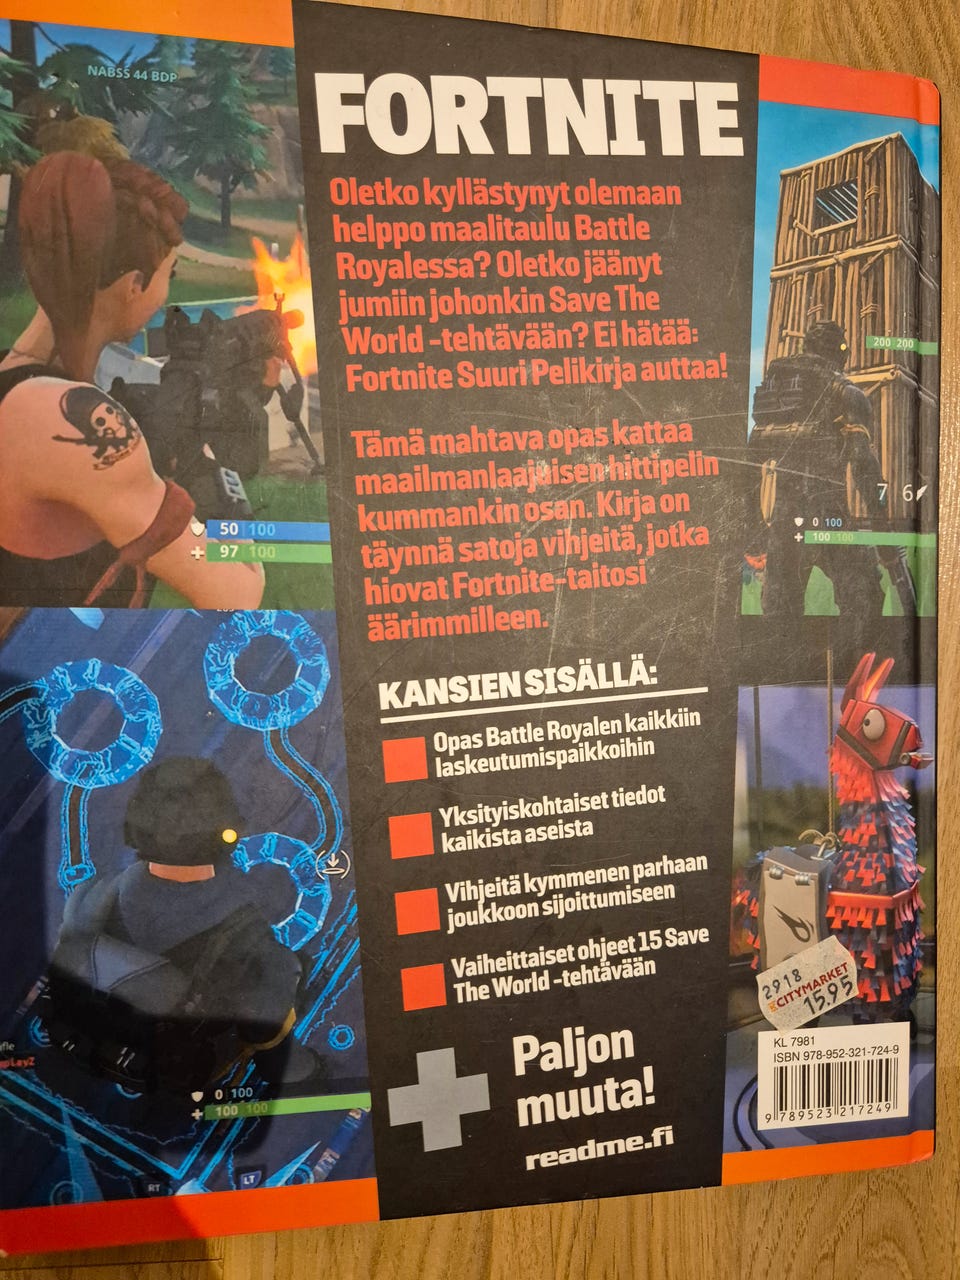 NABSS 44 BDP
FORTNITE
Oletko kyllästynyt olemaan
helppo maalitaulu Battle
Royalessa? Oletko jäänyt
jumiin johonkin Save The
World -tehtävään? Ei hätää:
Fortnite Suuri Pelikirja auttaa!
Tämä mahtava opas kattaa
maailmanlaajuisen hittipelin
kummankin osan. Kirja on
täynnä satoja vihjeitä, jotka
hiovat Fortnite-taitosi
äärimmilleen.
50 | 100
97 | 100
200 200
7 6
0 | 100
100 | 100
KANSIEN SISÄLLÄ:
Opas Battle Royalen kaikkiin
laskeutumispaikkoihin
Yksityiskohtaiset tiedot
kaikista aseista
Vihjeitä kymmenen parhaan
joukkoon sijoittumiseen
Vaiheittaiset ohjeet 15 Save
The World -tehtävään
Paljon
muuta!
readme.fi
0 | 100
100 | 100
RT
LT
2918
CITYMARKET
15.95
KL 7981
ISBN 978-952-321-724-9
9 789523 217249